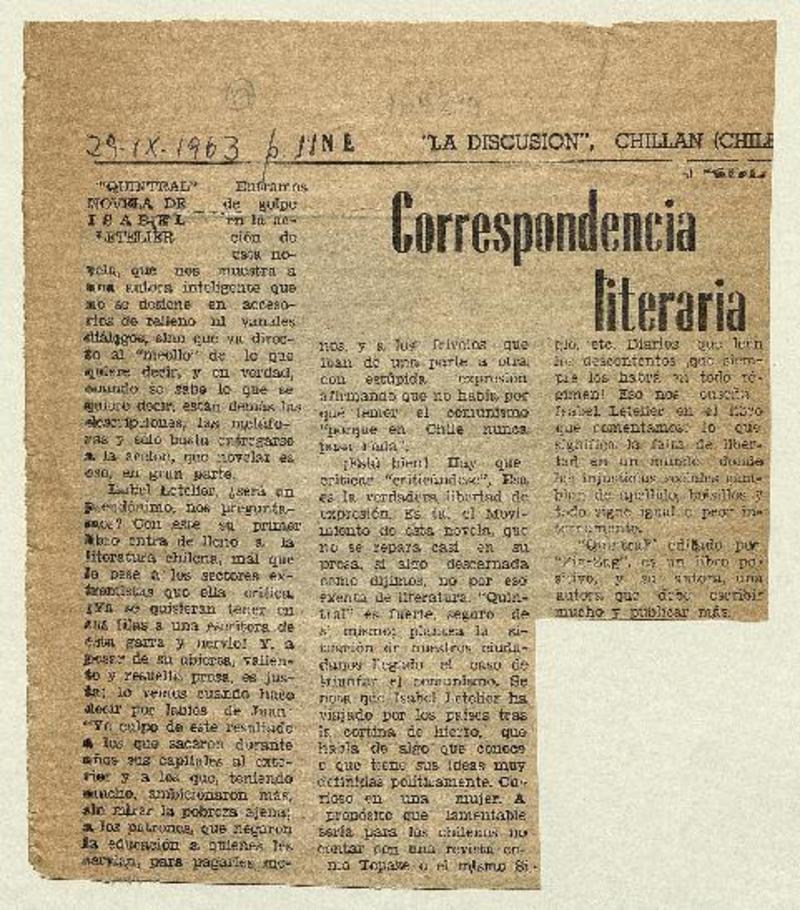 29-IX-1963 p. 11 N E "LA DISCUSION", CHILLAN (CHILE
Correspondencia
literaria
"QUINTRAL" Entramos
NOVELA DE de golpe
ISABEL en la ac-
LETELIER ción de
esta no-
vela, que nos muestra a
una autora inteligente que
no se detiene en acceso-
rios de relleno ni vanales
diálogos, sino que va direc-
to al "meollo" de lo que
quiere decir, y en verdad,
cuando se sabe lo que se
quiere decir, están demás las
descripciones, las metáfo-
ras y sólo basta entregarse
a la acción, que novelar es
eso, en gran parte.
Isabel Letelier, ¿será un
pseudónimo, nos pregunta-
mos? Con este su primer
libro entra de lleno a la
literatura chilena, mal que
le pese a los sectores ex-
tremistas que ella critica.
¡Ya se quisieran tener en
sus filas a una escritora de
esta garra y nervio! Y, a
pesar de su abierta, valien-
te y resuelta prosa, es jus-
ta; lo vemos cuando hace
decir por labios de Juan
"Yo culpo de este resultado
a los que sacaron durante
años sus capitales al exte-
rior y a los que, teniendo
mucho, ambicionaron más,
sin mirar la pobreza ajena;
a los patrones, que negaron
la educación a quienes les
servían, para pagarles me-
nos, y a los frívolos que
iban de una parte a otra,
con estúpida expresión
afirmando que no había por
qué temer el comunismo
"porque en Chile nunca
pasa nada".
¡Está bien! Hay que
criticar "criticándose". Esa
es la verdadera libertad de
expresión. Es tal el Movi-
miento de esta novela, que
no se repara casi en su
prosa, si algo descarnada
como dijimos, no por eso
exenta de literatura. "Quin-
tral" es fuerte, seguro de
sí mismo; plantea la si-
tuación de nuestros ciuda-
danos llegado el caso de
triunfar el comunismo. Se
nota que Isabel Letelier ha
viajado por los países tras
la cortina de hierro, que
habla de algo que conoce
o que tiene sus ideas muy
definidas políticamente. Cu-
rioso en una mujer. A
propósito que lamentable
sería para los chilenos no
contar con una revista co-
mo Topaze o el mismo Si-
glo, etc. Diarios que leen
los descontentos ¡que siem-
pre los habrá en todo ré-
gimen! Eso nos enseña
Isabel Letelier en el libro
que comentamos: lo que
significa la falta de liber-
tad en un mundo donde
las injusticias sociales cam-
bien de apellido, bolsillos y
todo sigue igual o peor in-
ternamente.
"Quintral" editado por
"Zig-Zag", es un libro po-
sitivo, y su autora, una
autora que debe escribir
mucho y publicar más.